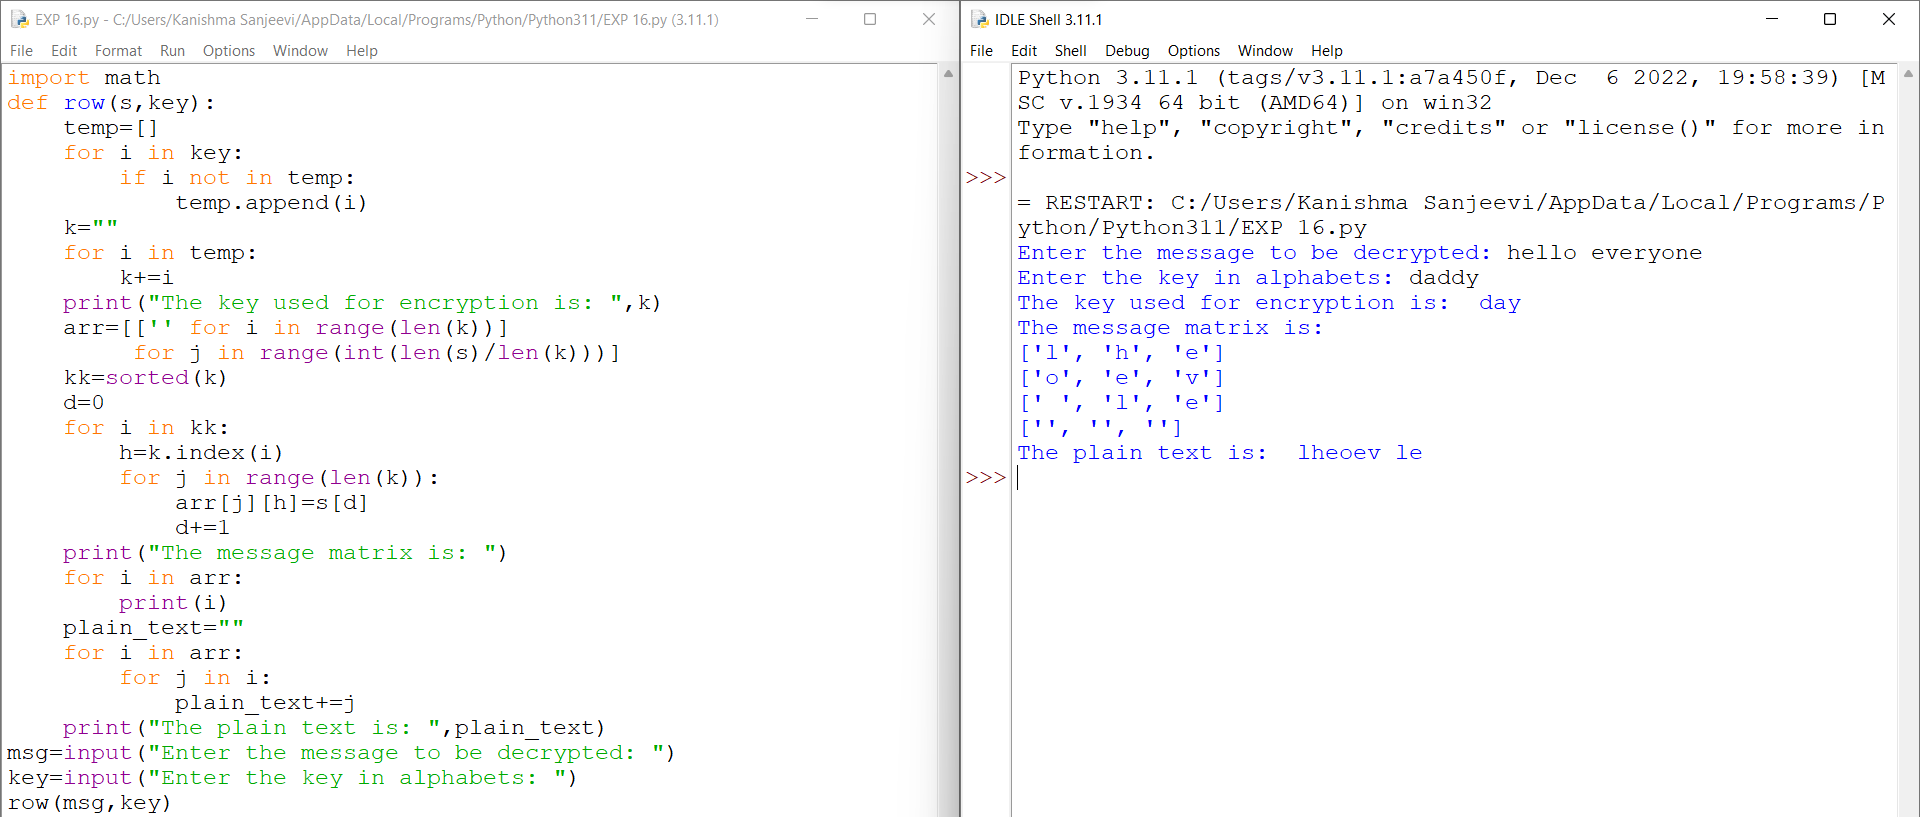 EXP 16.py - C:/Users/Kanishma Sanjeevi/AppData/Local/Programs/Python/Python311/EXP 16.py (3.11.1)
File Edit Format Run Options Window Help
import math
def row(s,key):
    temp=[]
    for i in key:
        if i not in temp:
            temp.append(i)
    k=""
    for i in temp:
        k+=i
    print("The key used for encryption is: ",k)
    arr=[['' for i in range(len(k))]
         for j in range(int(len(s)/len(k)))]
    kk=sorted(k)
    d=0
    for i in kk:
        h=k.index(i)
        for j in range(len(k)):
            arr[j][h]=s[d]
            d+=1
    print("The message matrix is: ")
    for i in arr:
        print(i)
    plain_text=""
    for i in arr:
        for j in i:
            plain_text+=j
    print("The plain text is: ",plain_text)
msg=input("Enter the message to be decrypted: ")
key=input("Enter the key in alphabets: ")
row(msg,key)
IDLE Shell 3.11.1
File Edit Shell Debug Options Window Help
Python 3.11.1 (tags/v3.11.1:a7a450f, Dec  6 2022, 19:58:39) [M
SC v.1934 64 bit (AMD64)] on win32
Type "help", "copyright", "credits" or "license()" for more in
formation.
>>>
= RESTART: C:/Users/Kanishma Sanjeevi/AppData/Local/Programs/P
ython/Python311/EXP 16.py
Enter the message to be decrypted: hello everyone
Enter the key in alphabets: daddy
The key used for encryption is:  day
The message matrix is:
['l', 'h', 'e']
['o', 'e', 'v']
[' ', 'l', 'e']
['', '', '']
The plain text is:  lheoev le
>>>